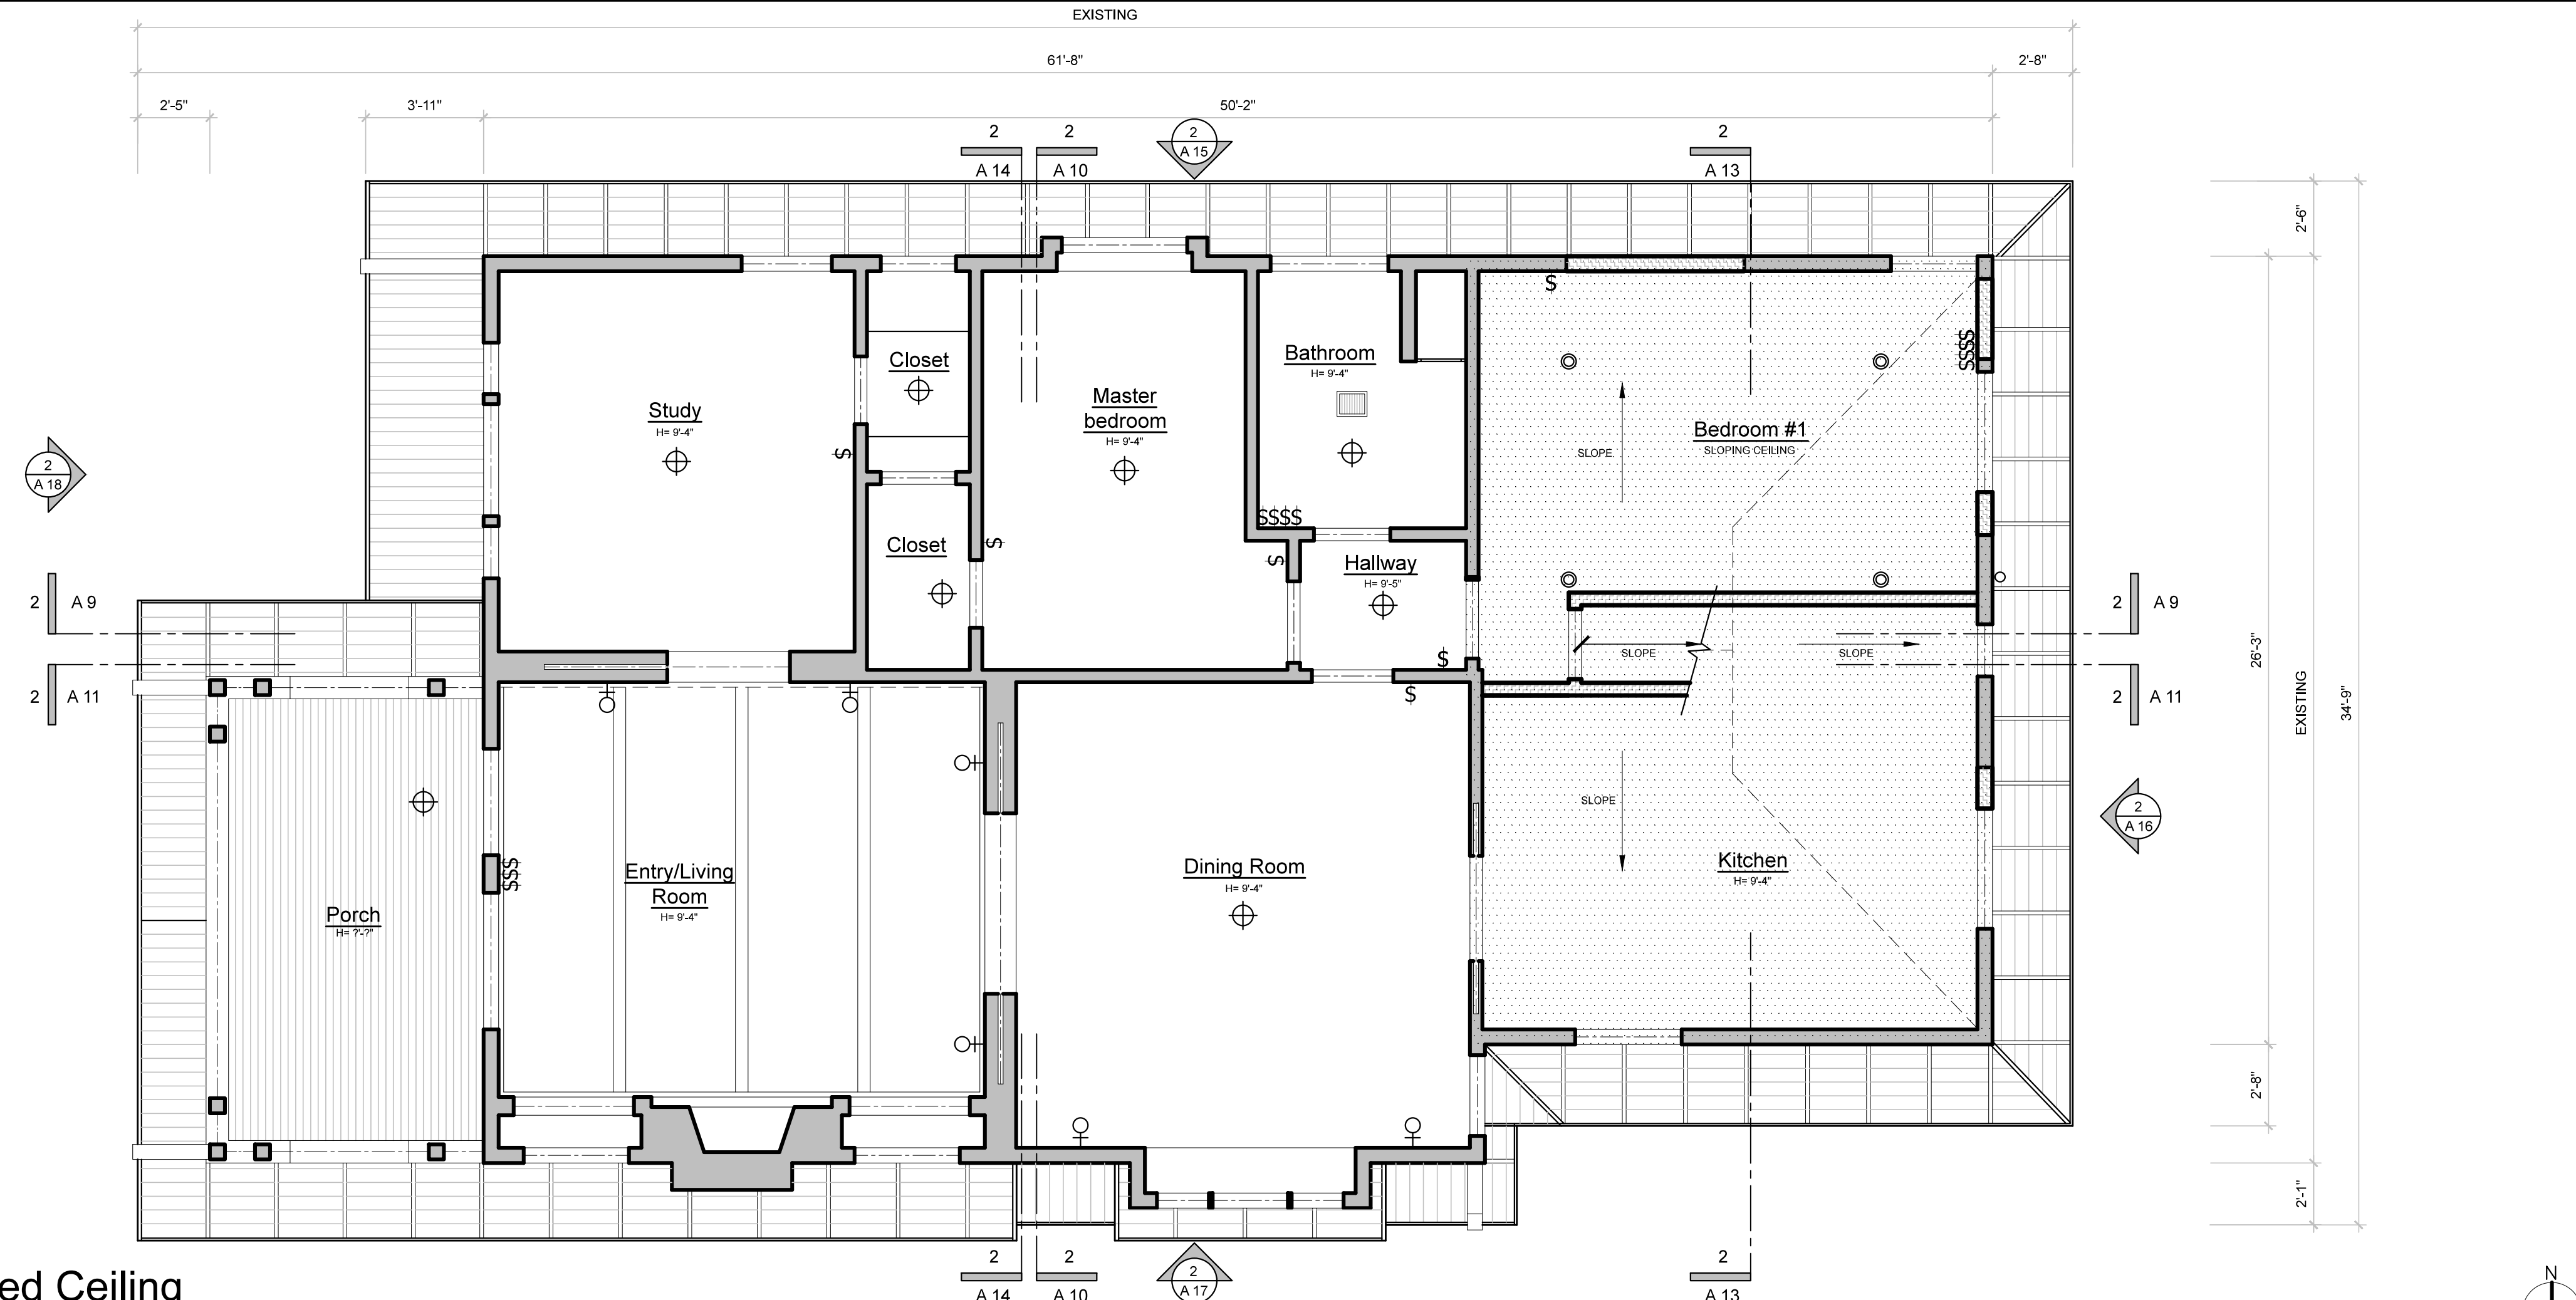 EXISTING
61'-8"
2'-8"
2'-5"
3'-11"
50'-2"
2
A 14
2
A 10
2
A 15
2
A 13
2'-6"
$
$$$$
Closet
Bathroom
H= 9'-4"
Study
H= 9'-4"
Master
bedroom
H= 9'-4"
Bedroom #1
SLOPING CEILING
SLOPE
$
2
A 18
$$$$
Closet
$
$
Hallway
H= 9'-5"
2 A 9
2 A 9
SLOPE
SLOPE
$
$
2 A 11
2 A 11
26'-3"
EXISTING
34'-9"
SLOPE
2
A 16
Entry/Living
Room
H= 9'-4"
$$$
Dining Room
H= 9'-4"
Kitchen
H= 9'-4"
Porch
H= ?'-?"
2'-8"
2'-1"
2
A 14
2
A 10
2
A 17
2
A 13
ed Ceiling
N